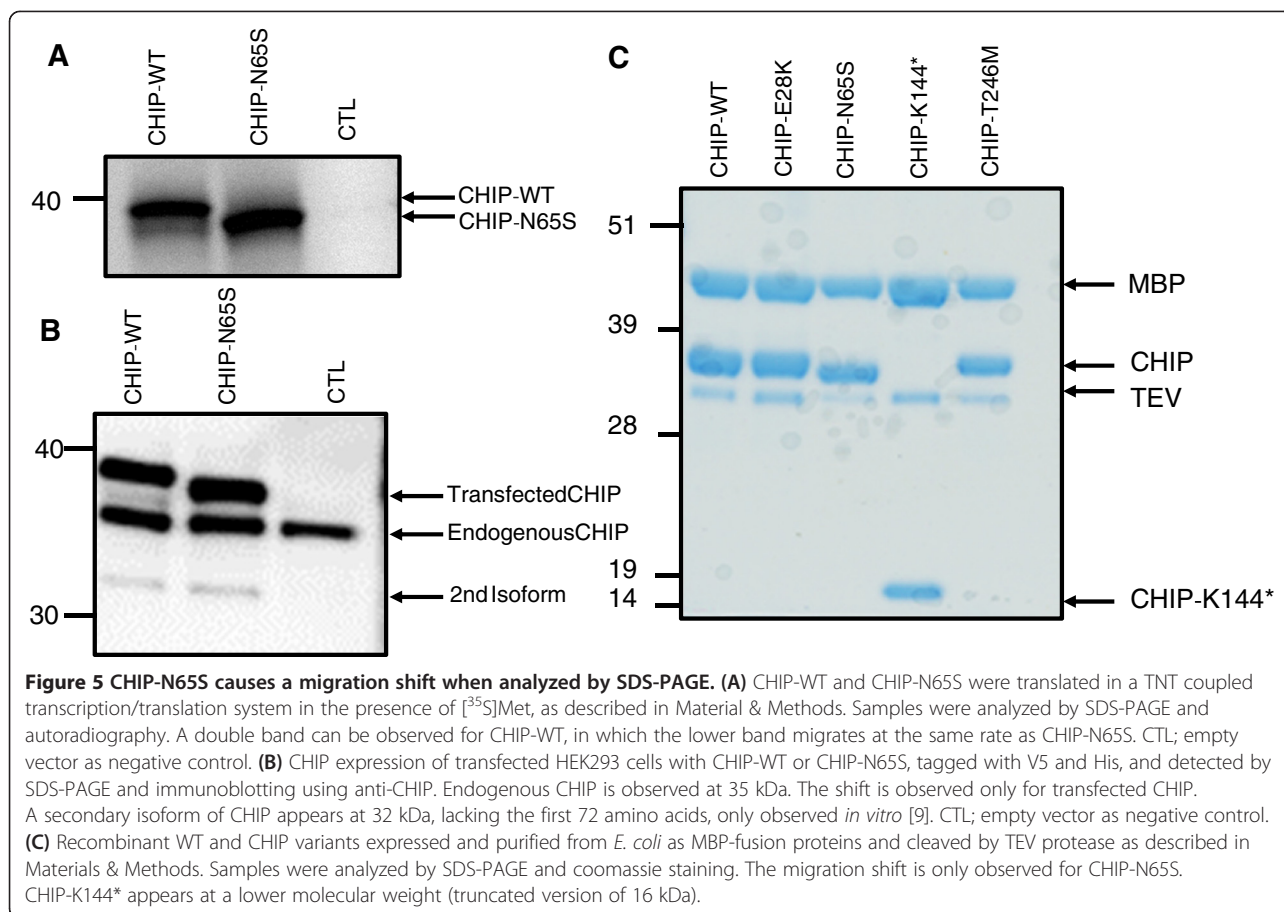 A
CHIP-WT
CHIP-N65S
CTL
40
CHIP-WT
CHIP-N65S
B
CHIP-WT
CHIP-N65S
CTL
40
30
TransfectedCHIP
EndogenousCHIP
2nd Isoform
C
CHIP-WT
CHIP-E28K
CHIP-N65S
CHIP-K144*
CHIP-T246M
51
39
28
19
14
MBP
CHIP
TEV
CHIP-K144*
Figure 5 CHIP-N65S causes a migration shift when analyzed by SDS-PAGE. (A) CHIP-WT and CHIP-N65S were translated in a TNT coupled
transcription/translation system in the presence of [³⁵S]Met, as described in Material & Methods. Samples were analyzed by SDS-PAGE and
autoradiography. A double band can be observed for CHIP-WT, in which the lower band migrates at the same rate as CHIP-N65S. CTL; empty
vector as negative control. (B) CHIP expression of transfected HEK293 cells with CHIP-WT or CHIP-N65S, tagged with V5 and His, and detected by
SDS-PAGE and immunoblotting using anti-CHIP. Endogenous CHIP is observed at 35 kDa. The shift is observed only for transfected CHIP.
A secondary isoform of CHIP appears at 32 kDa, lacking the first 72 amino acids, only observed in vitro [9]. CTL; empty vector as negative control.
(C) Recombinant WT and CHIP variants expressed and purified from E. coli as MBP-fusion proteins and cleaved by TEV protease as described in
Materials & Methods. Samples were analyzed by SDS-PAGE and coomassie staining. The migration shift is only observed for CHIP-N65S.
CHIP-K144* appears at a lower molecular weight (truncated version of 16 kDa).